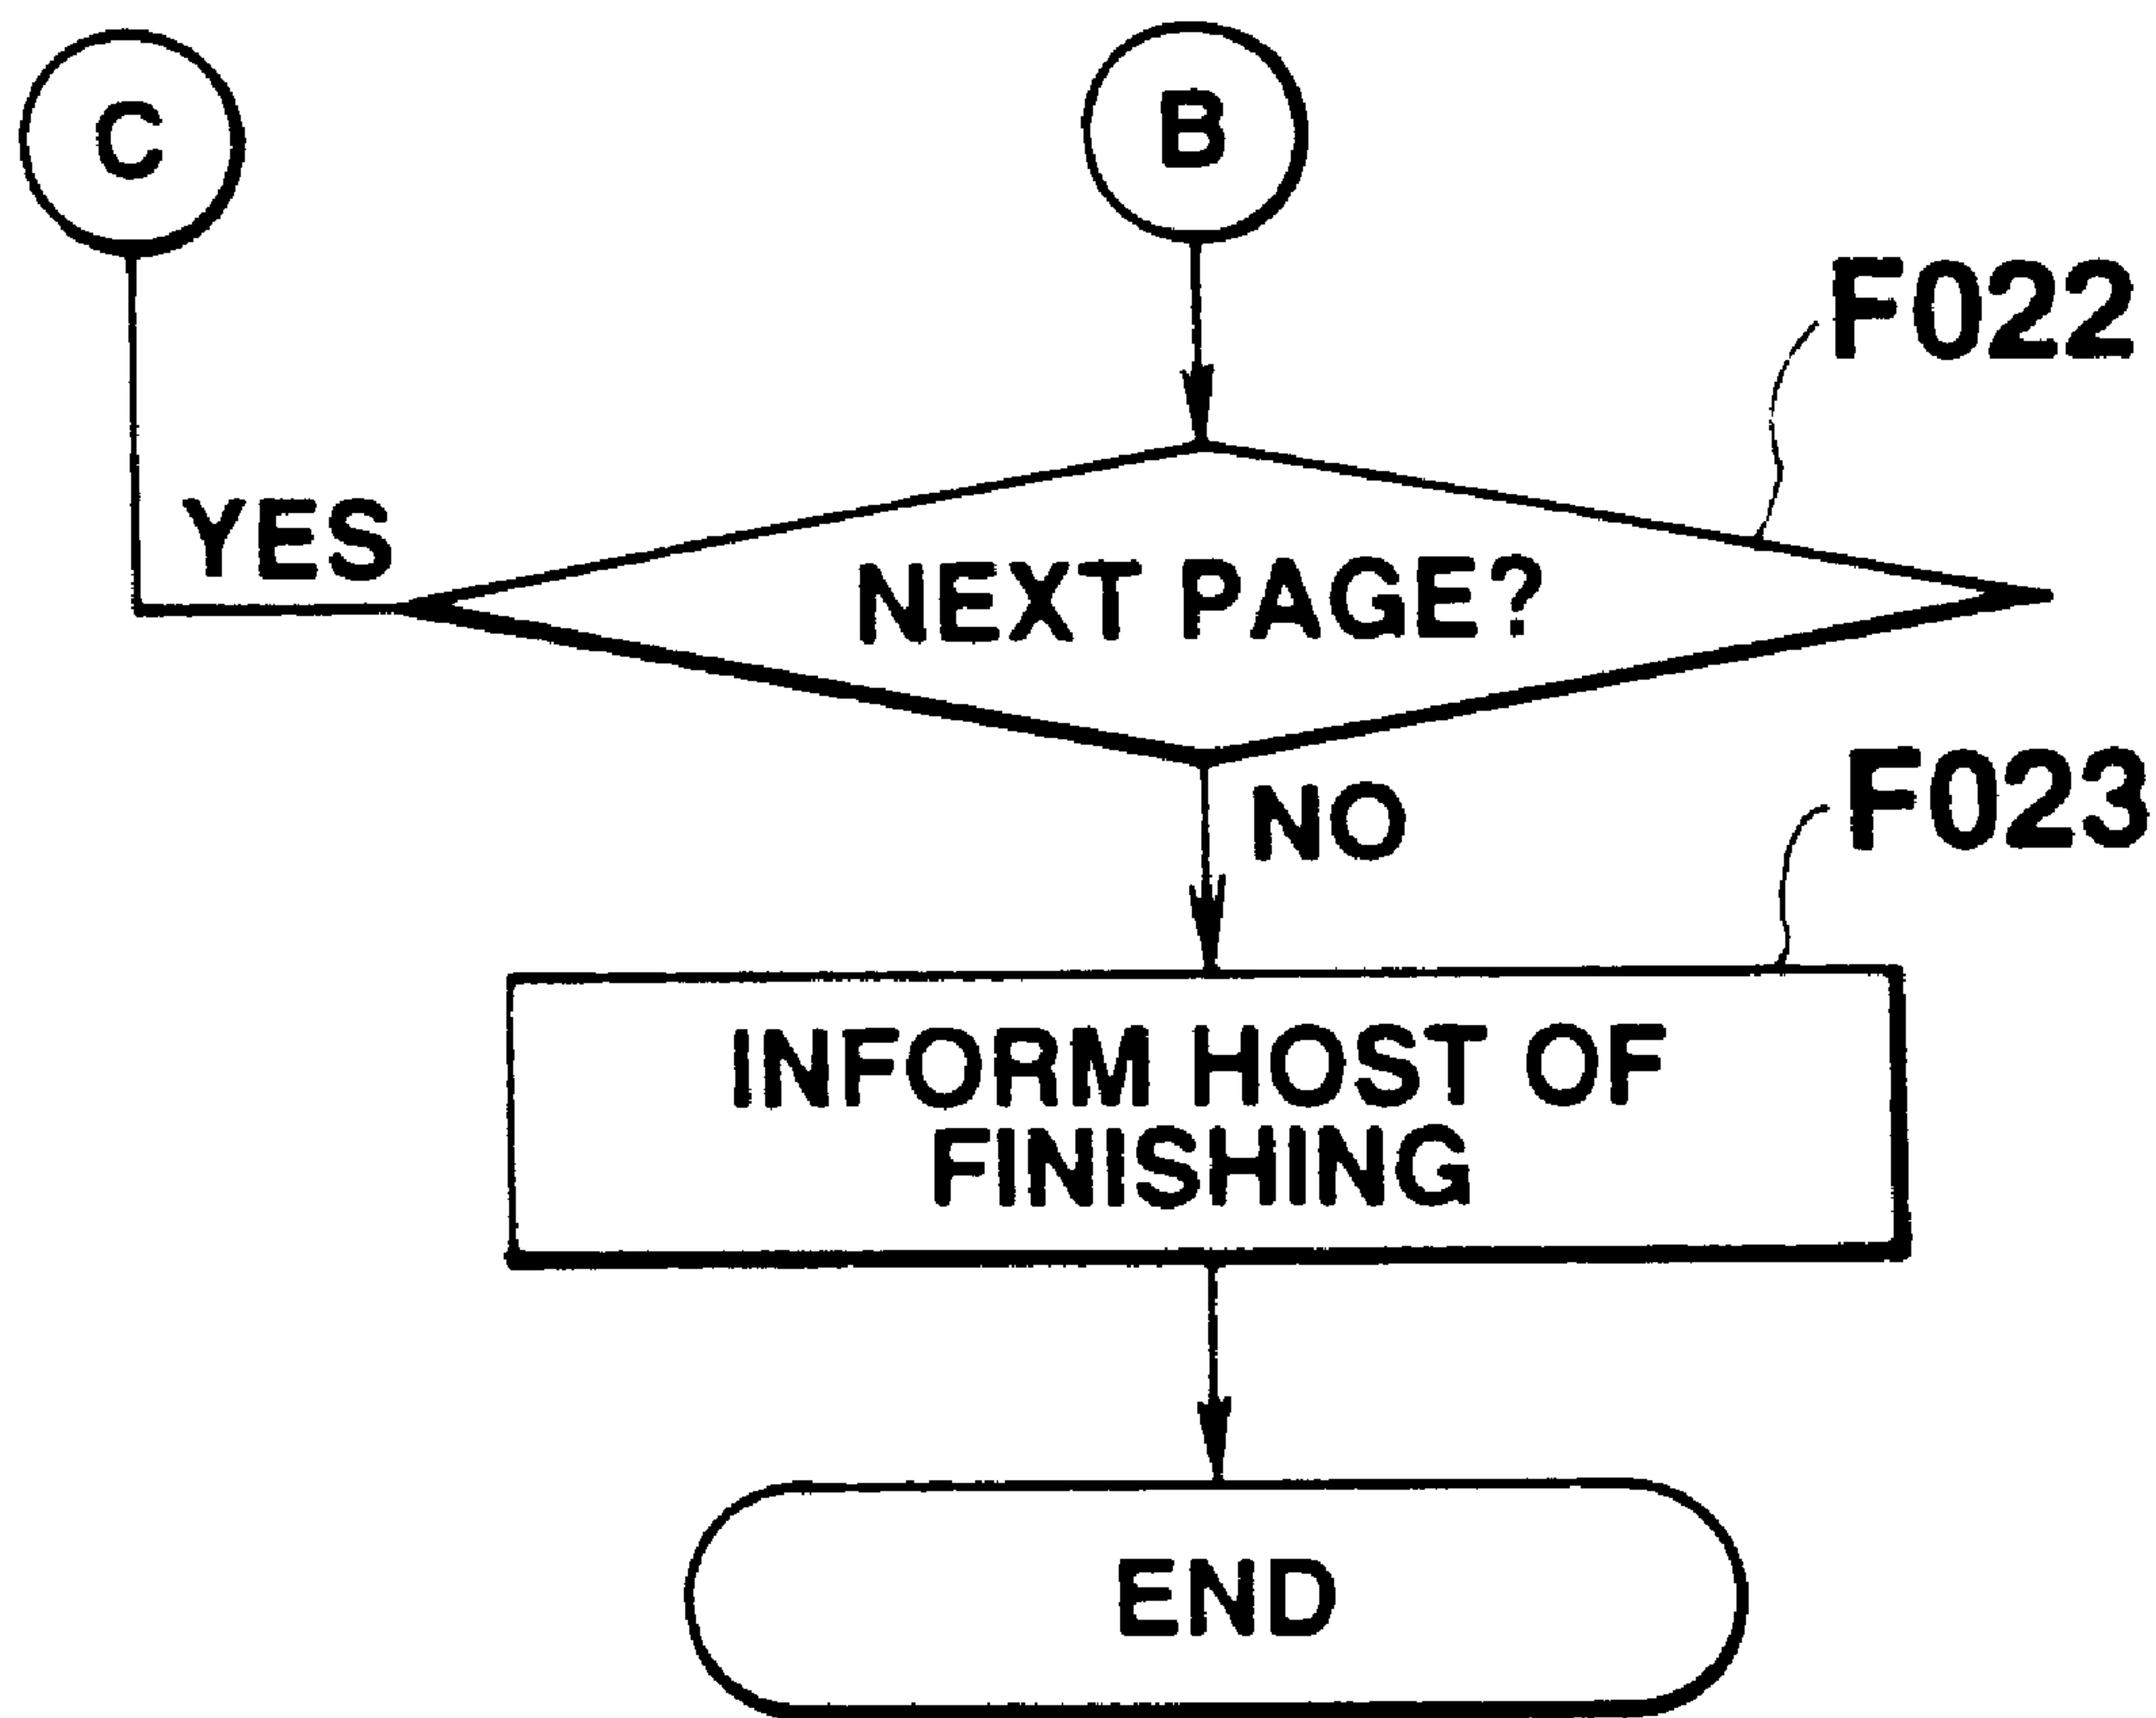 C
B
F022
YES
NEXT PAGE?
NO
F023
INFORM HOST OF
FINISHING
END